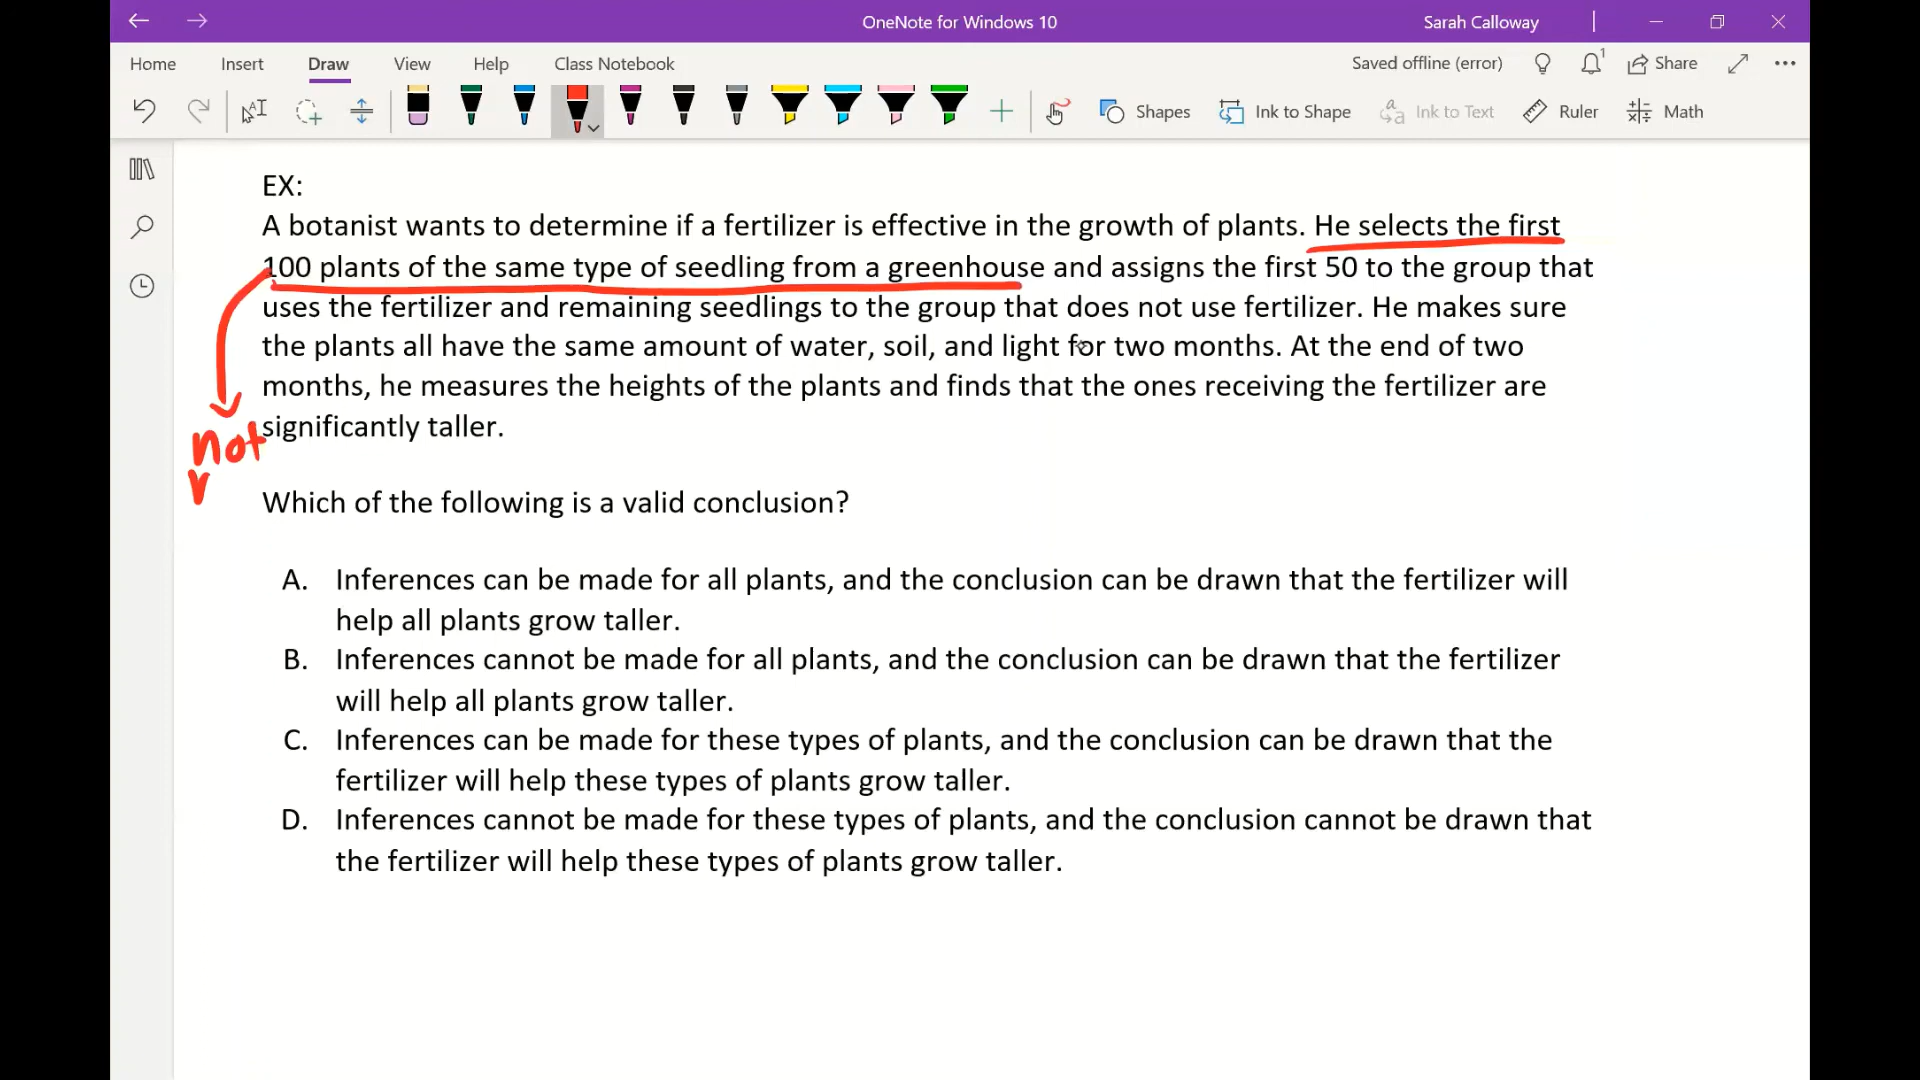 OneNote for Windows 10
Sarah Calloway
Home Insert Draw View Help Class Notebook
Saved offline (error) 1 Share
Shapes Ink to Shape Ink to Text Ruler Math
EX:
A botanist wants to determine if a fertilizer is effective in the growth of plants. He selects the first
100 plants of the same type of seedling from a greenhouse and assigns the first 50 to the group that
uses the fertilizer and remaining seedlings to the group that does not use fertilizer. He makes sure
the plants all have the same amount of water, soil, and light for two months. At the end of two
months, he measures the heights of the plants and finds that the ones receiving the fertilizer are
significantly taller.
not
r
Which of the following is a valid conclusion?
A. Inferences can be made for all plants, and the conclusion can be drawn that the fertilizer will
help all plants grow taller.
B. Inferences cannot be made for all plants, and the conclusion can be drawn that the fertilizer
will help all plants grow taller.
C. Inferences can be made for these types of plants, and the conclusion can be drawn that the
fertilizer will help these types of plants grow taller.
D. Inferences cannot be made for these types of plants, and the conclusion cannot be drawn that
the fertilizer will help these types of plants grow taller.